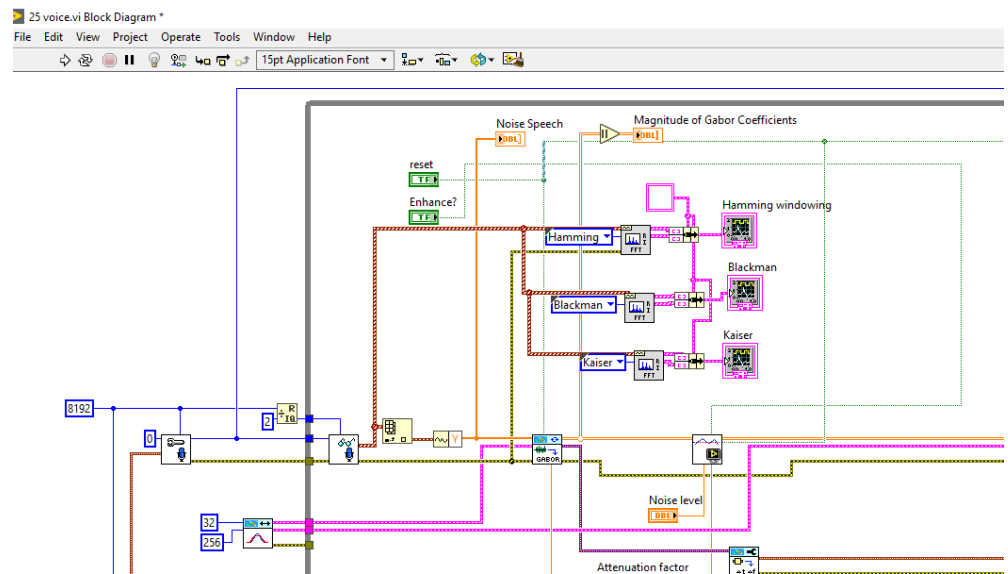 25 voice.vi Block Diagram *
File Edit View Project Operate Tools Window Help
15pt Application Font
Noise Speech
DBL]
Magnitude of Gabor Coefficients
DBL]
reset
TF
Enhance?
TF
Hamming windowing
Hamming
R
I
FFT
Blackman
Blackman
R
I
FFT
Kaiser
Kaiser
R
I
FFT
8192
R
IQ
2
0
Y
GABOR
Noise level
DBL
32
256
Attenuation factor